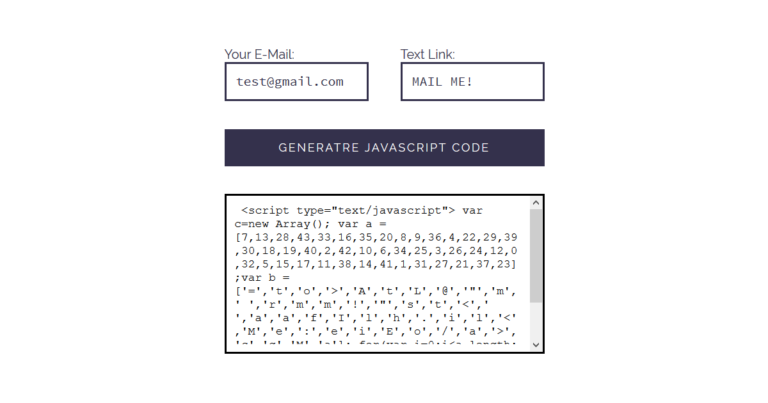 Your E-Mail: Text Link:
test@gmail.com MAIL ME!
GENERATRE JAVASCRIPT CODE
<script type="text/javascript"> var
c=new Array(); var a =
[7,13,28,43,33,16,35,20,8,9,36,4,22,29,39
,30,18,19,40,2,42,10,6,34,25,3,26,24,12,0
,32,5,15,17,11,38,14,41,1,31,27,21,37,23]
;var b =
['=','t','o','>','A','t','L','@','"','m',
' ','r','m','m','!','"','s','t','<','
','a','a','f','I','l','h','.','i','l','<'
,'M','e',':','e','i','E','o','/','a','>',